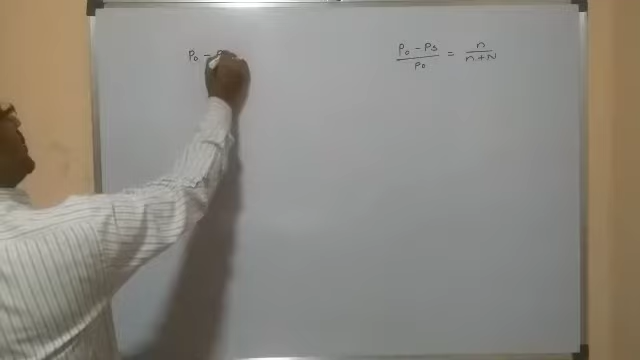 P₀ −
(P₀ − Ps)/P₀ = n/(n+N)